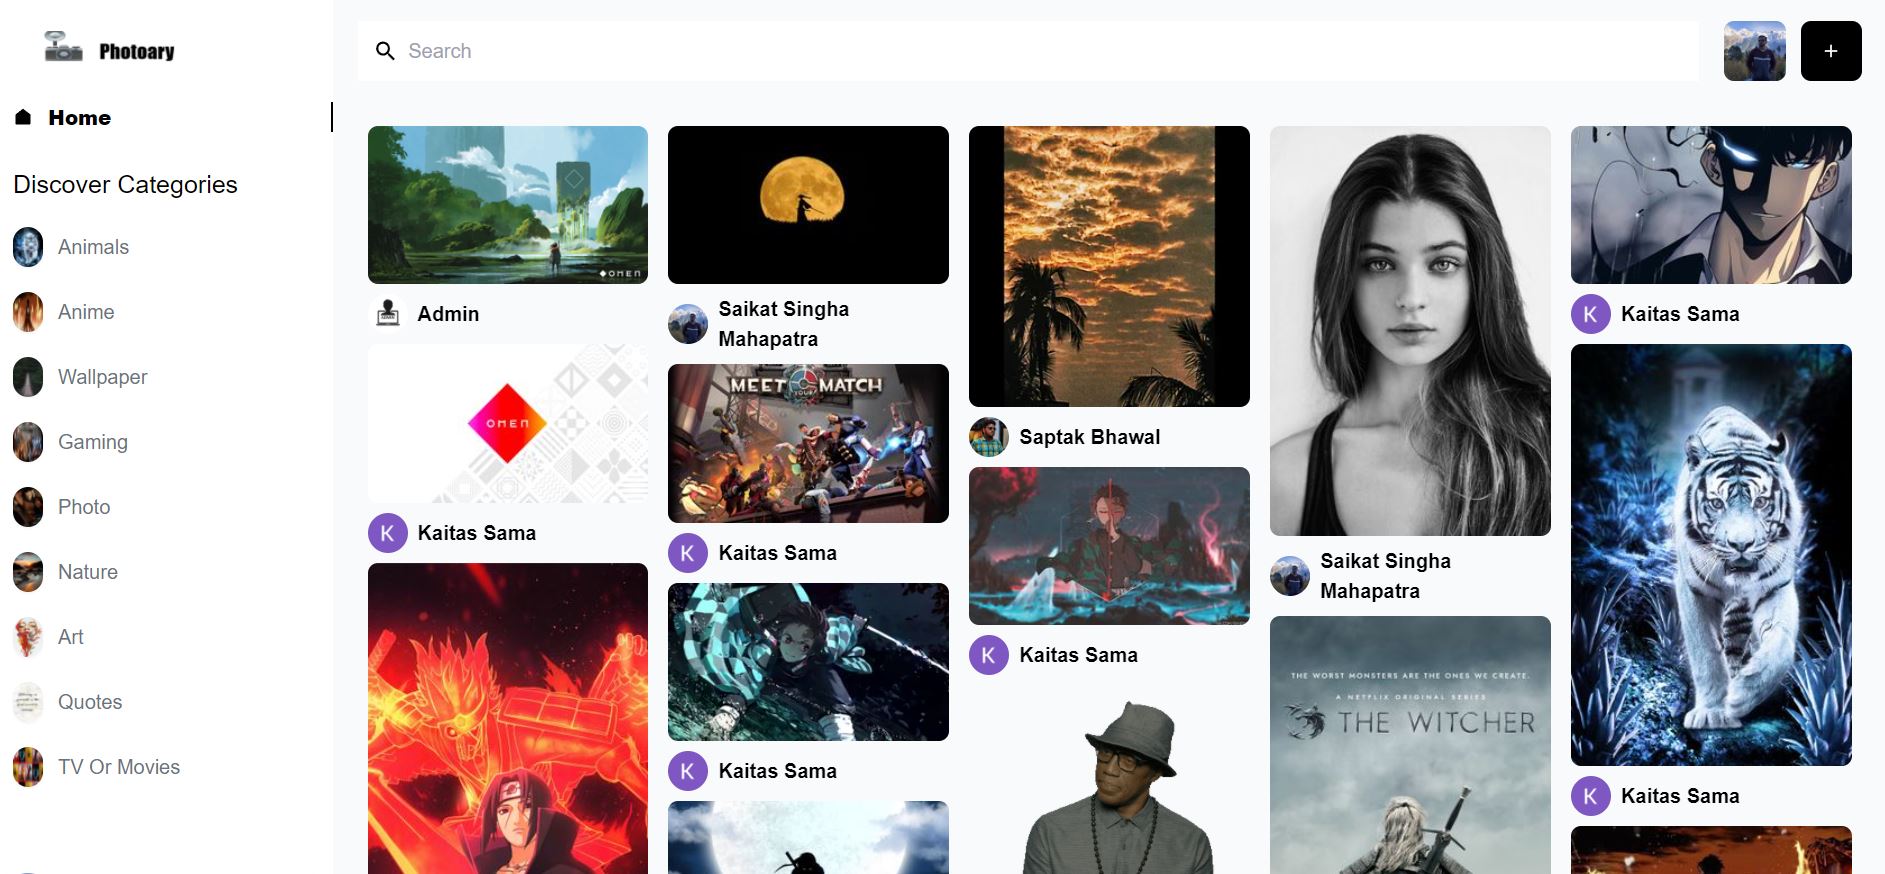 Photoary
Search
+
Home
Discover Categories
Animals
Anime
Wallpaper
Gaming
Photo
Nature
Art
Quotes
TV Or Movies
OMEN
Admin
OMEN
K
Kaitas Sama
Saikat Singha
Mahapatra
MEET YOUR MATCH
K
Kaitas Sama
K
Kaitas Sama
Saptak Bhawal
K
Kaitas Sama
Saikat Singha
Mahapatra
THE WORST MONSTERS ARE THE ONES WE CREATE.
A NETFLIX ORIGINAL SERIES
THE WITCHER
K
Kaitas Sama
K
Kaitas Sama